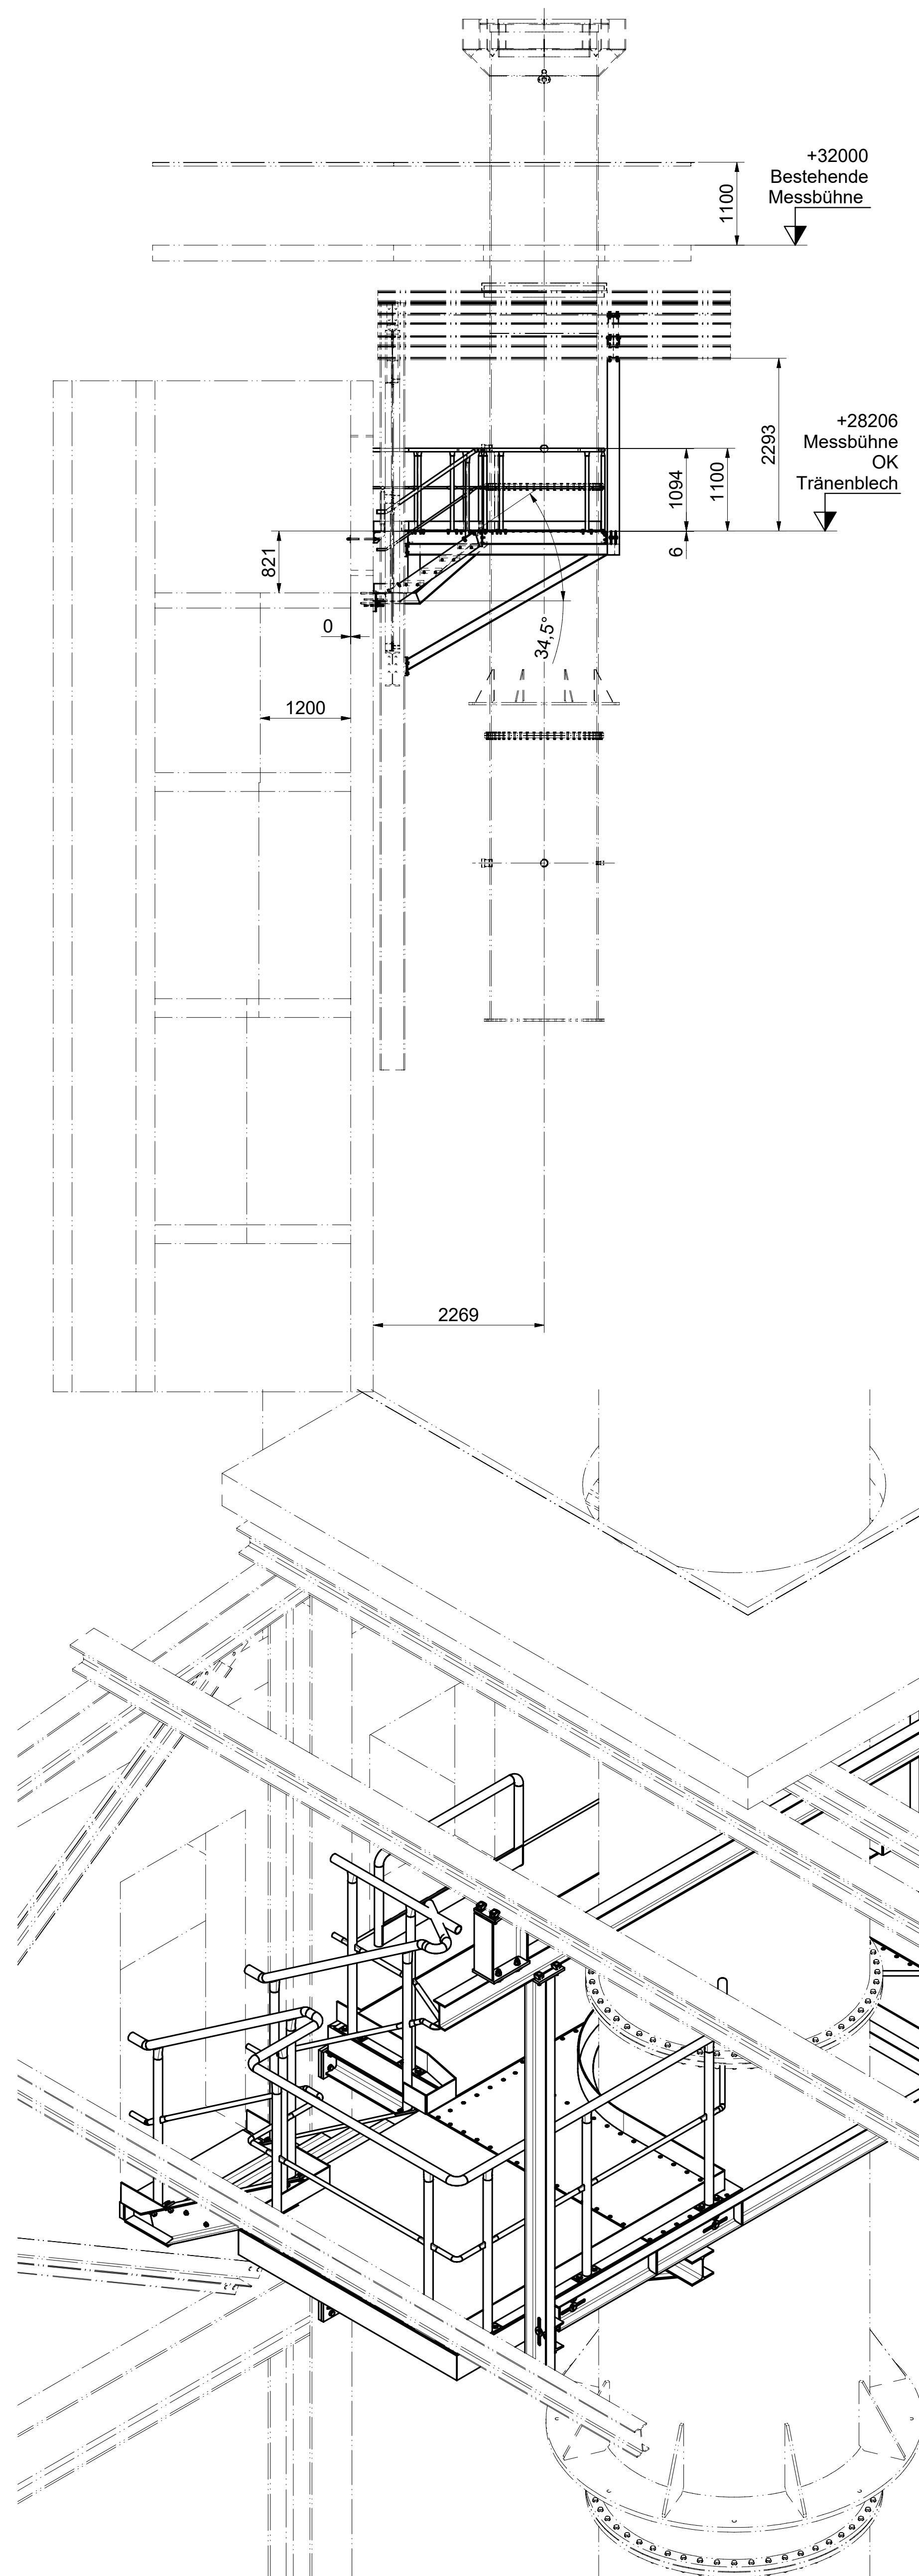 +32000
Bestehende
Messbühne
1100
+28206
Messbühne
OK
Tränenblech
2293
1094
1100
6
821
0
34,5°
1200
2269